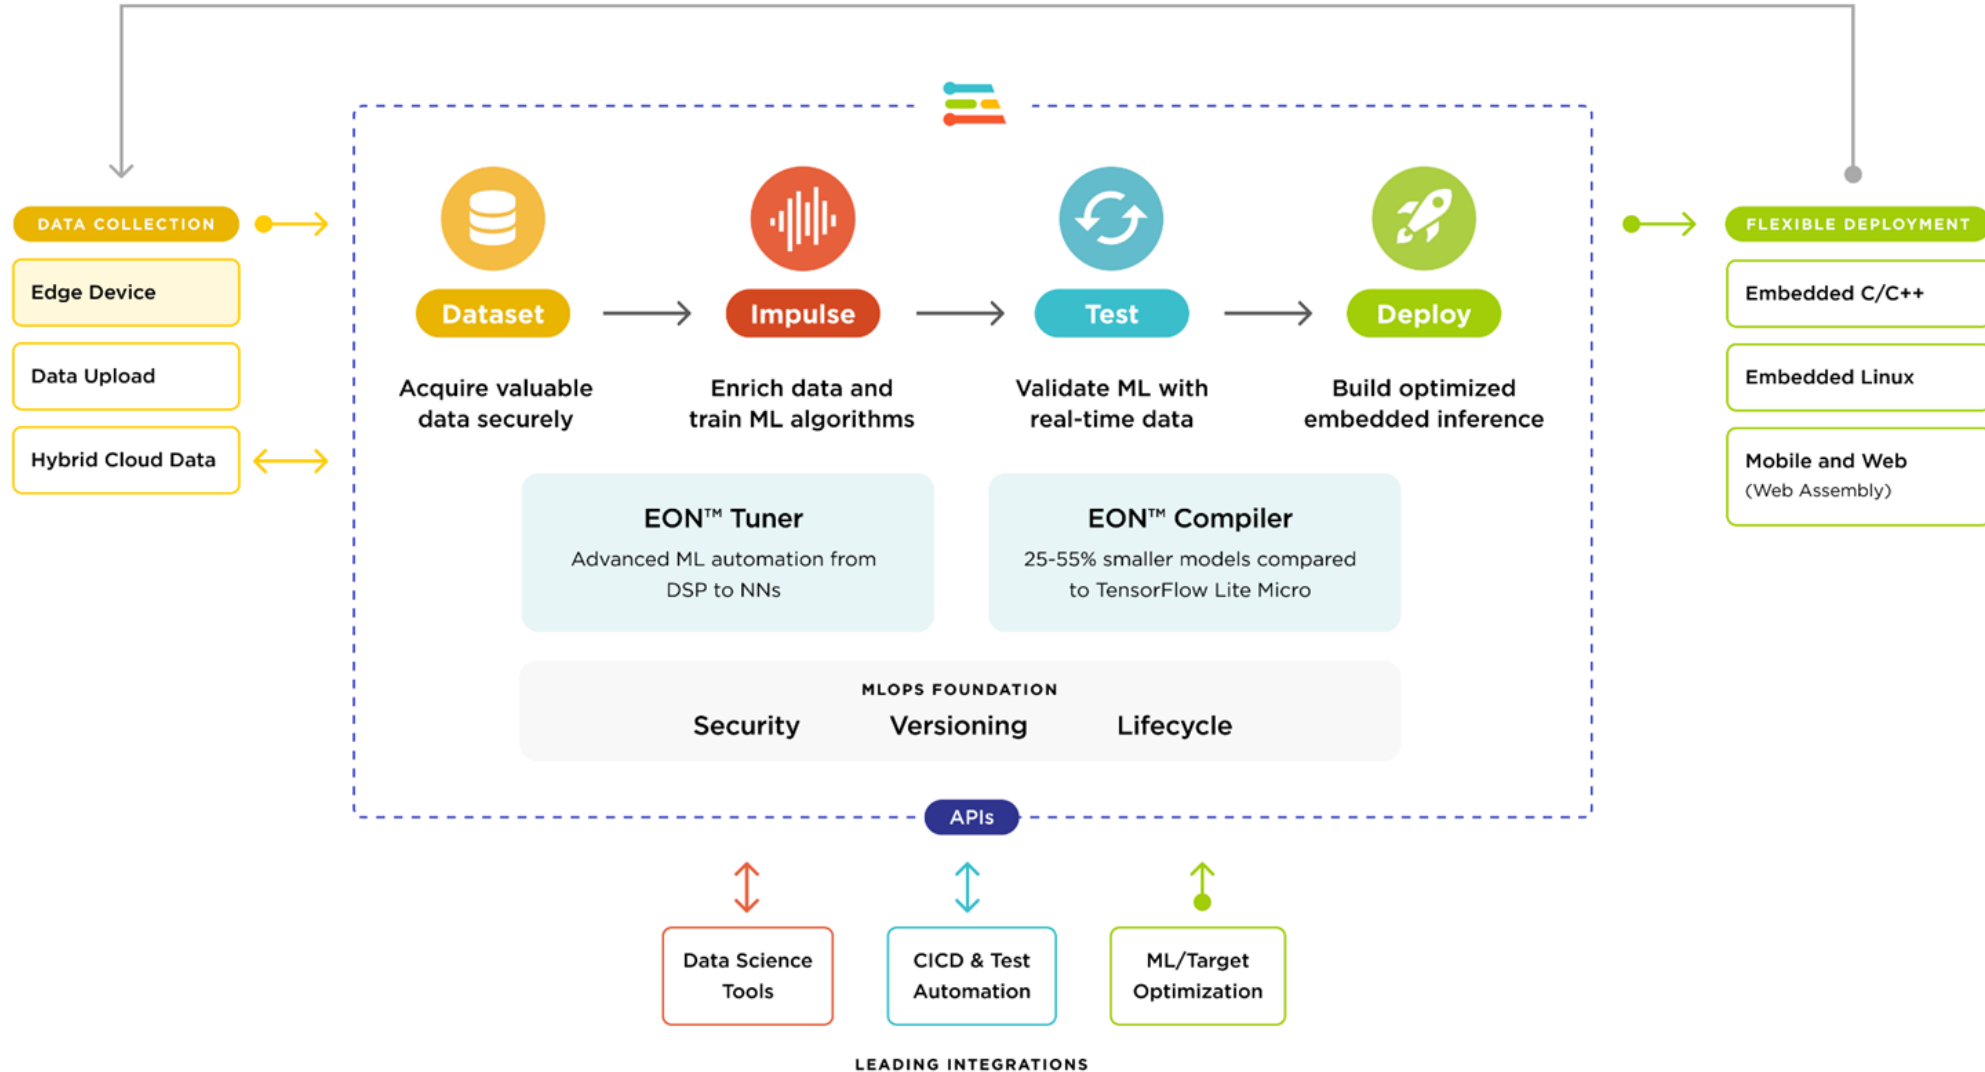 DATA COLLECTION
Edge Device
Data Upload
Hybrid Cloud Data
Dataset
Acquire valuable
data securely
Impulse
Enrich data and
train ML algorithms
Test
Validate ML with
real-time data
Deploy
Build optimized
embedded inference
EON™ Tuner
Advanced ML automation from
DSP to NNs
EON™ Compiler
25-55% smaller models compared
to TensorFlow Lite Micro
MLOPS FOUNDATION
Security Versioning Lifecycle
APIs
FLEXIBLE DEPLOYMENT
Embedded C/C++
Embedded Linux
Mobile and Web
(Web Assembly)
Data Science
Tools
CICD & Test
Automation
ML/Target
Optimization
LEADING INTEGRATIONS